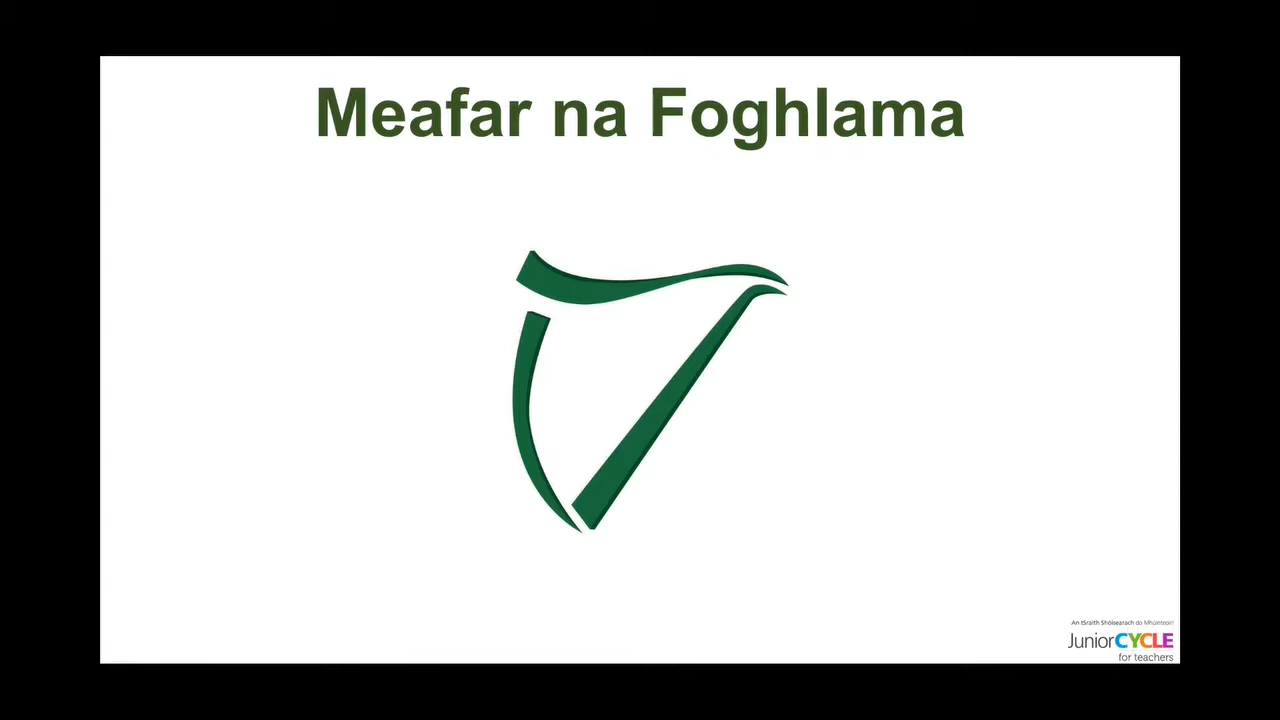 Meafar na Foghlama
An tSraith Shóisearach do Mhúinteoirí
JuniorCYCLE
for teachers